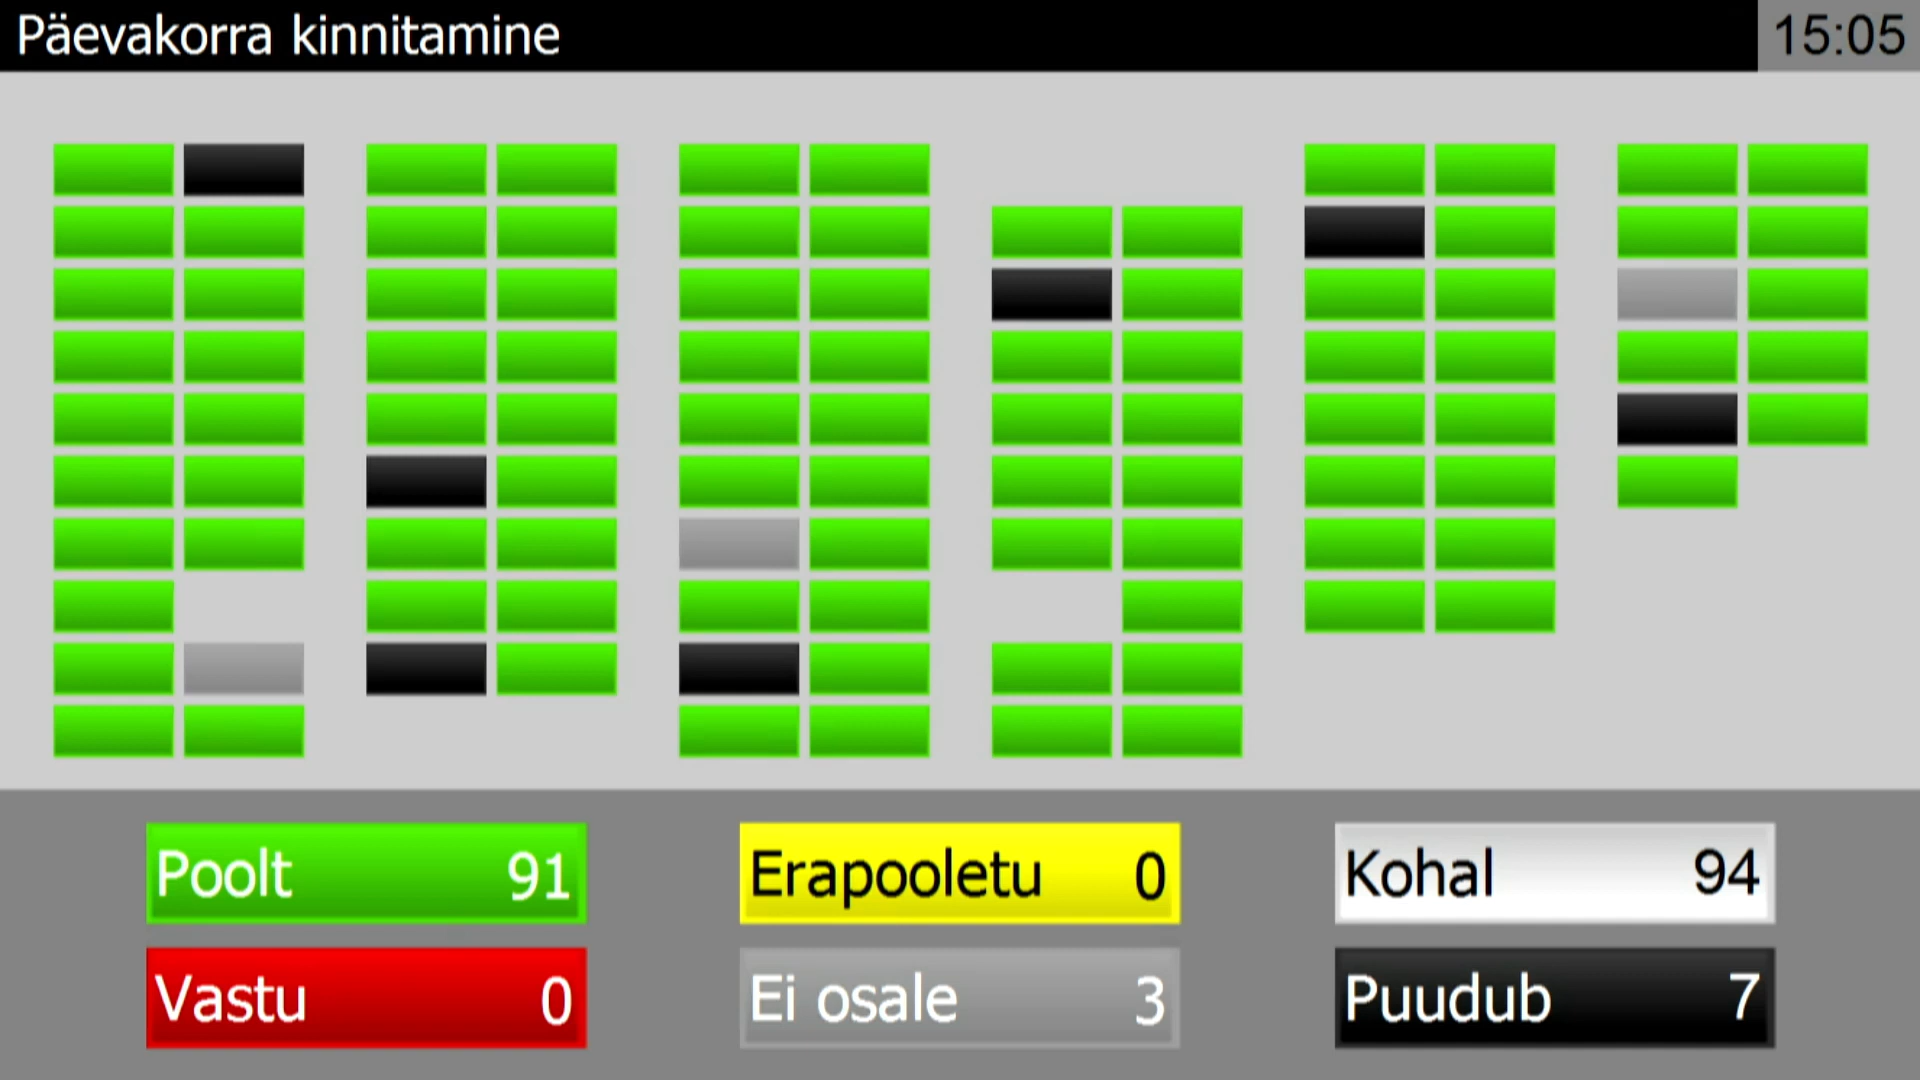 Päevakorra kinnitamine 15:05
Poolt 91 Erapooletu 0 Kohal 94
Vastu 0 Ei osale 3 Puudub 7